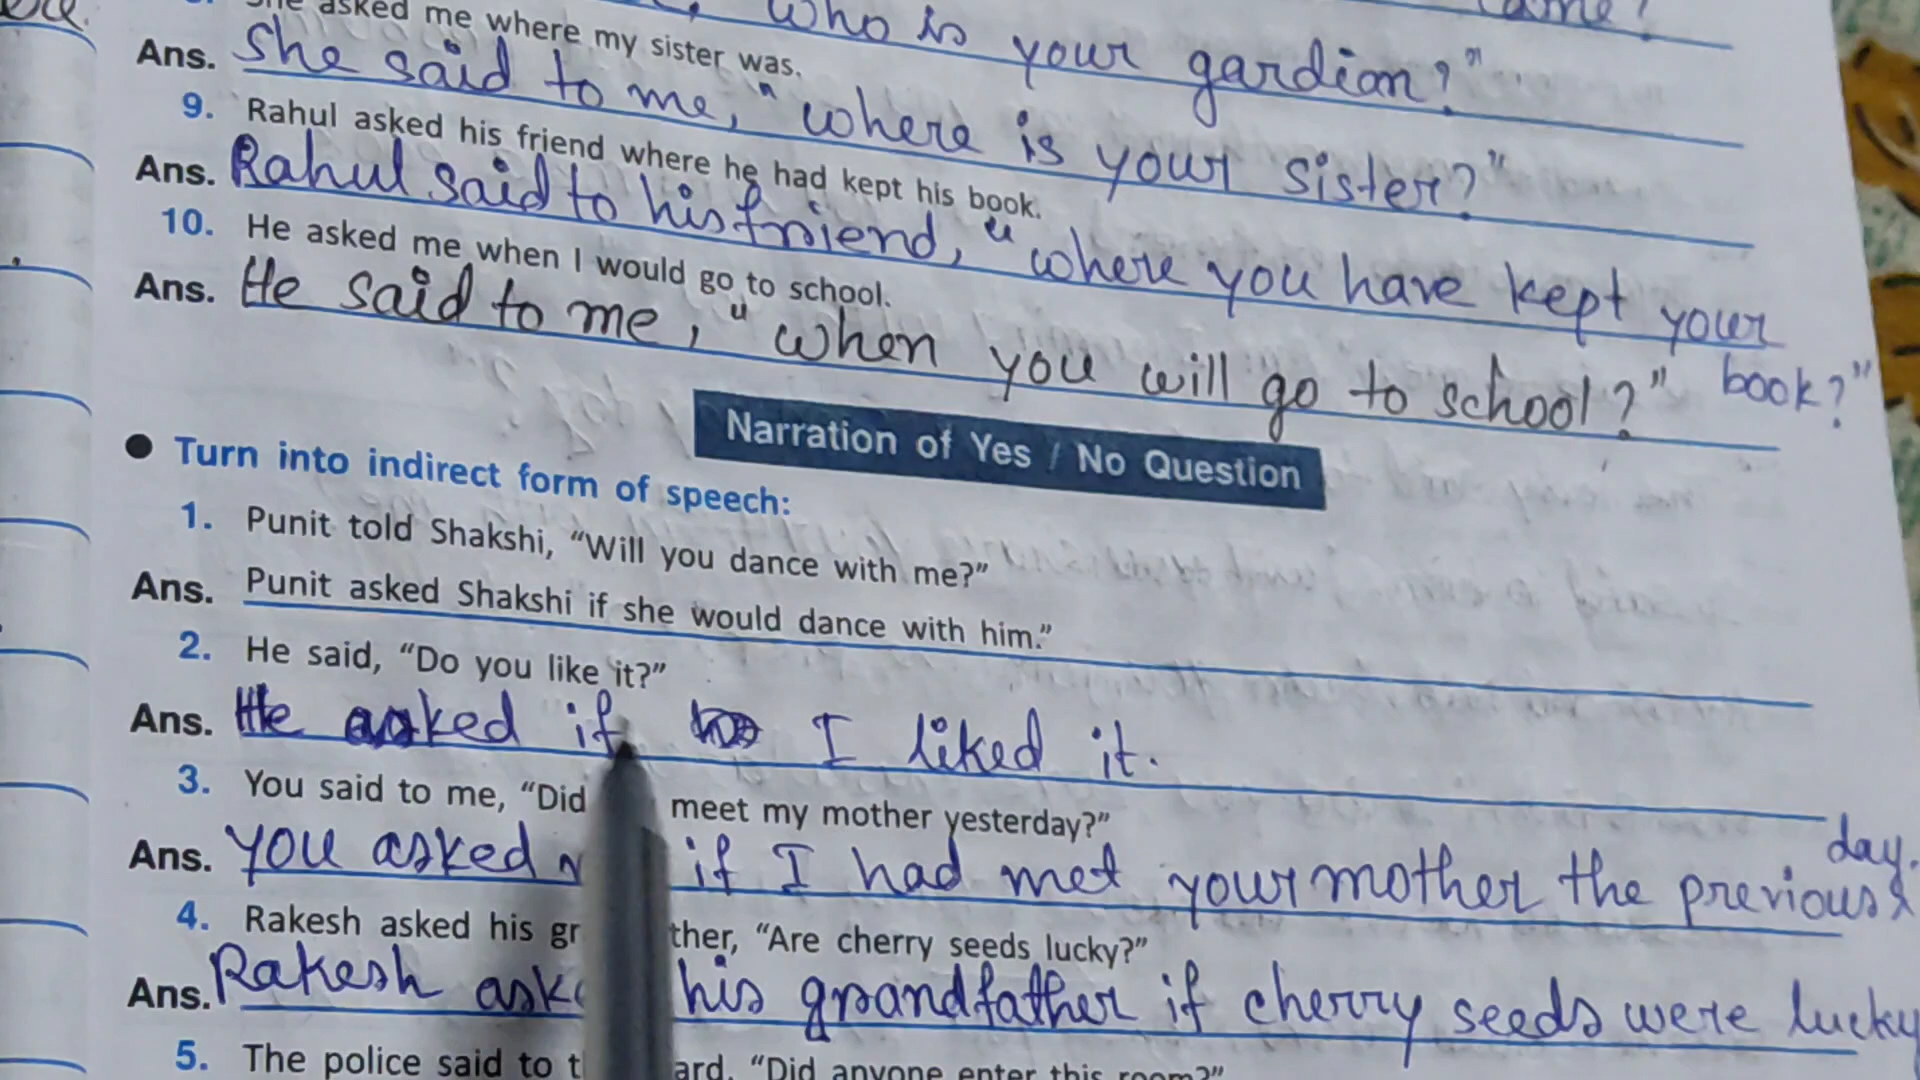 who is your gardian?"
She asked me where my sister was.
Ans. She said to me, "where is your sister?"
9. Rahul asked his friend where he had kept his book.
Ans. Rahul said to his friend, "where you have kept your book?"
10. He asked me when I would go to school.
Ans. He said to me, "when you will go to school?"
Narration of Yes / No Question
● Turn into indirect form of speech:
1. Punit told Shakshi, “Will you dance with me?”
Ans. Punit asked Shakshi if she would dance with him.”
2. He said, “Do you like it?”
Ans. He asked if I liked it.
3. You said to me, “Did meet my mother yesterday?”
Ans. you asked if I had met your mother the previous day.
4. Rakesh asked his gr ther, “Are cherry seeds lucky?”
Ans. Rakesh ask his grandfather if cherry seeds were lucky
5. The police said to t ard. “Did anyone enter this room?”